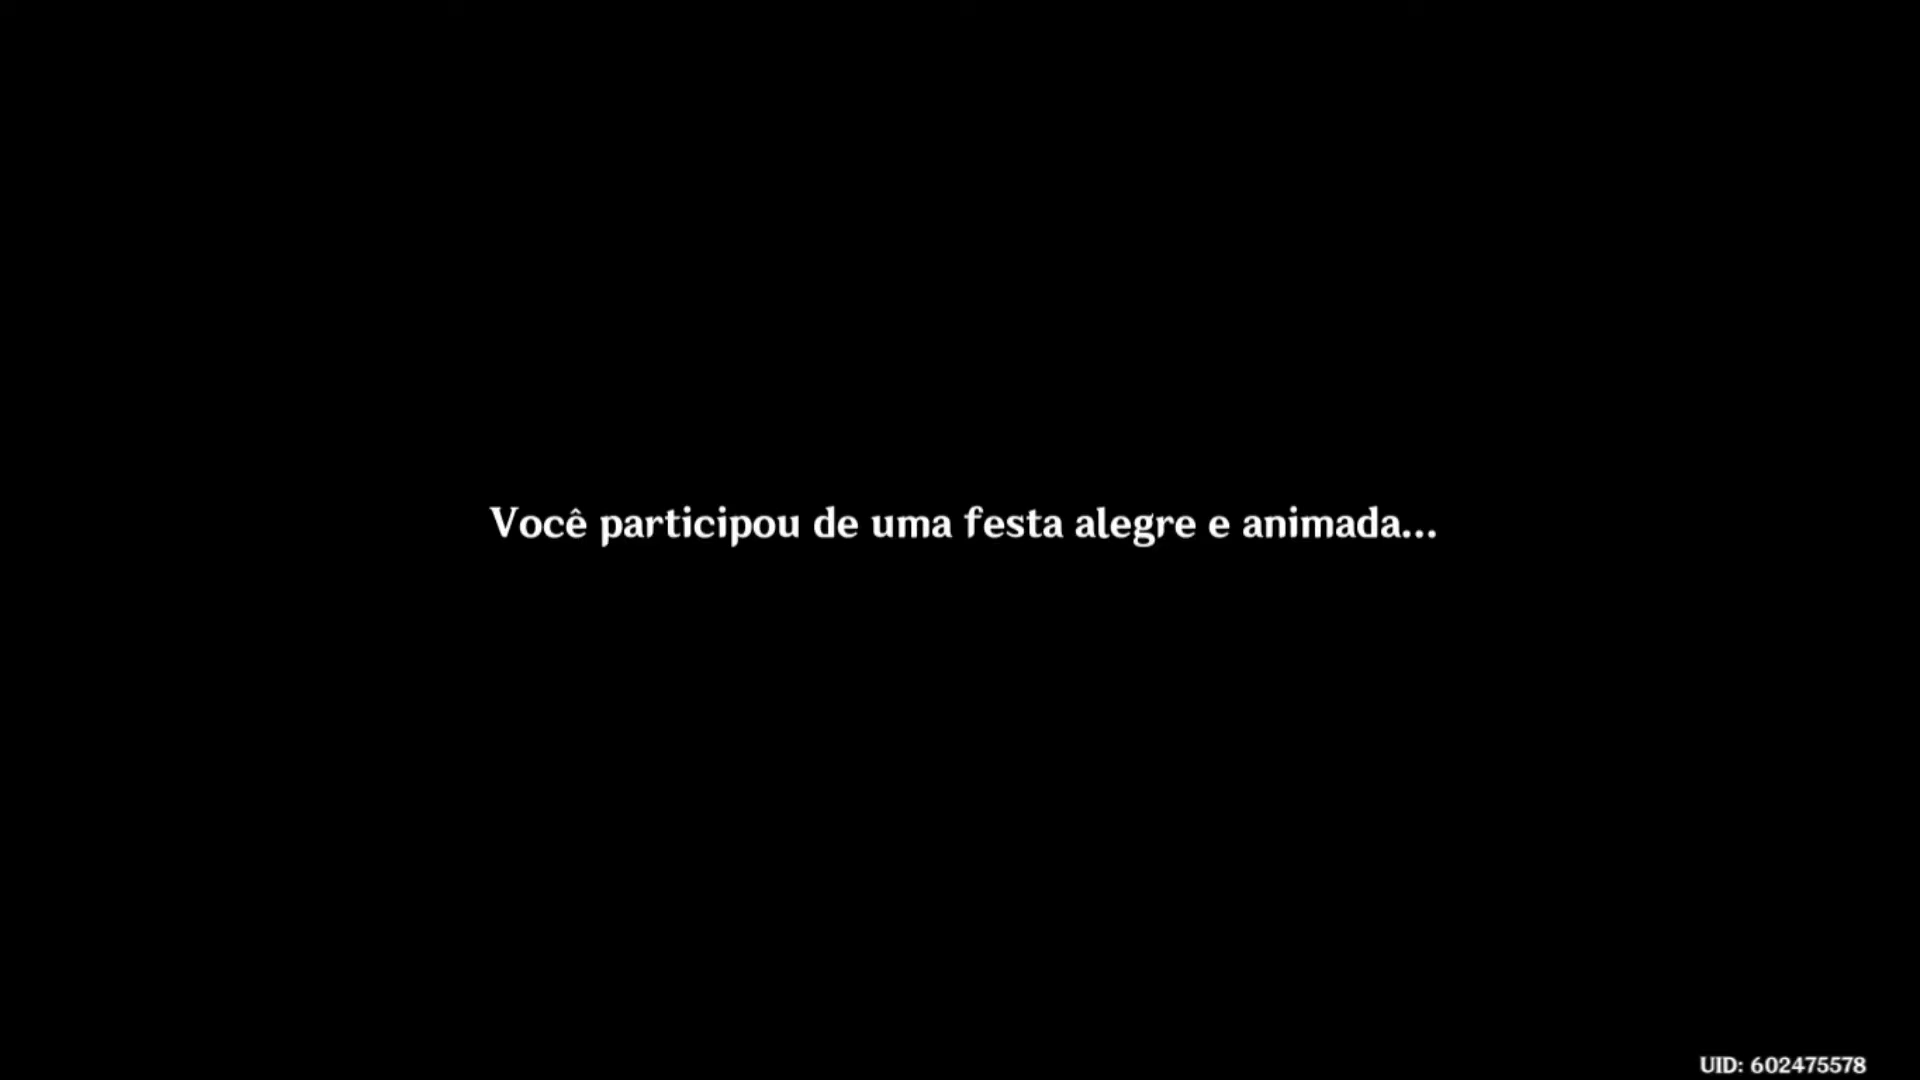 Você participou de uma festa alegre e animada...
UID: 602475578